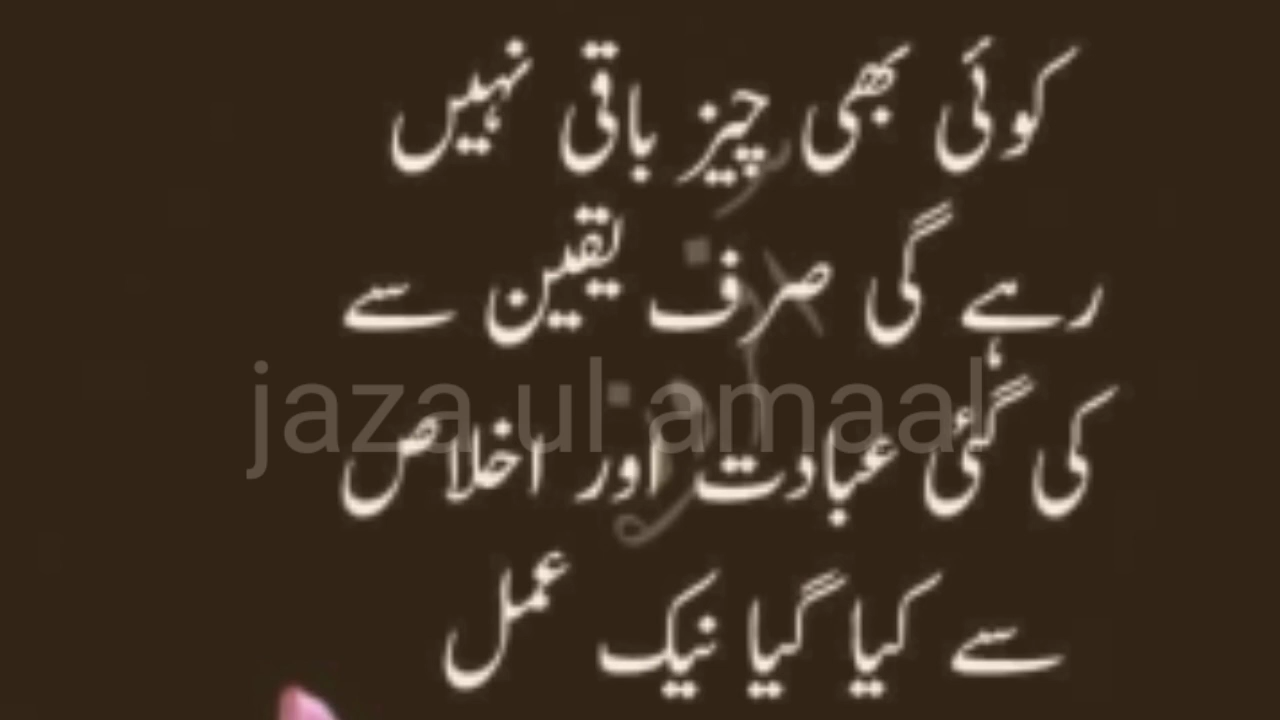 کوئی بھی چیز باقی نہیں
رہے گی صرف یقین سے
jaza ul amaal
کی گئی عبادت اور اخلاص
سے کیا گیا نیک عمل